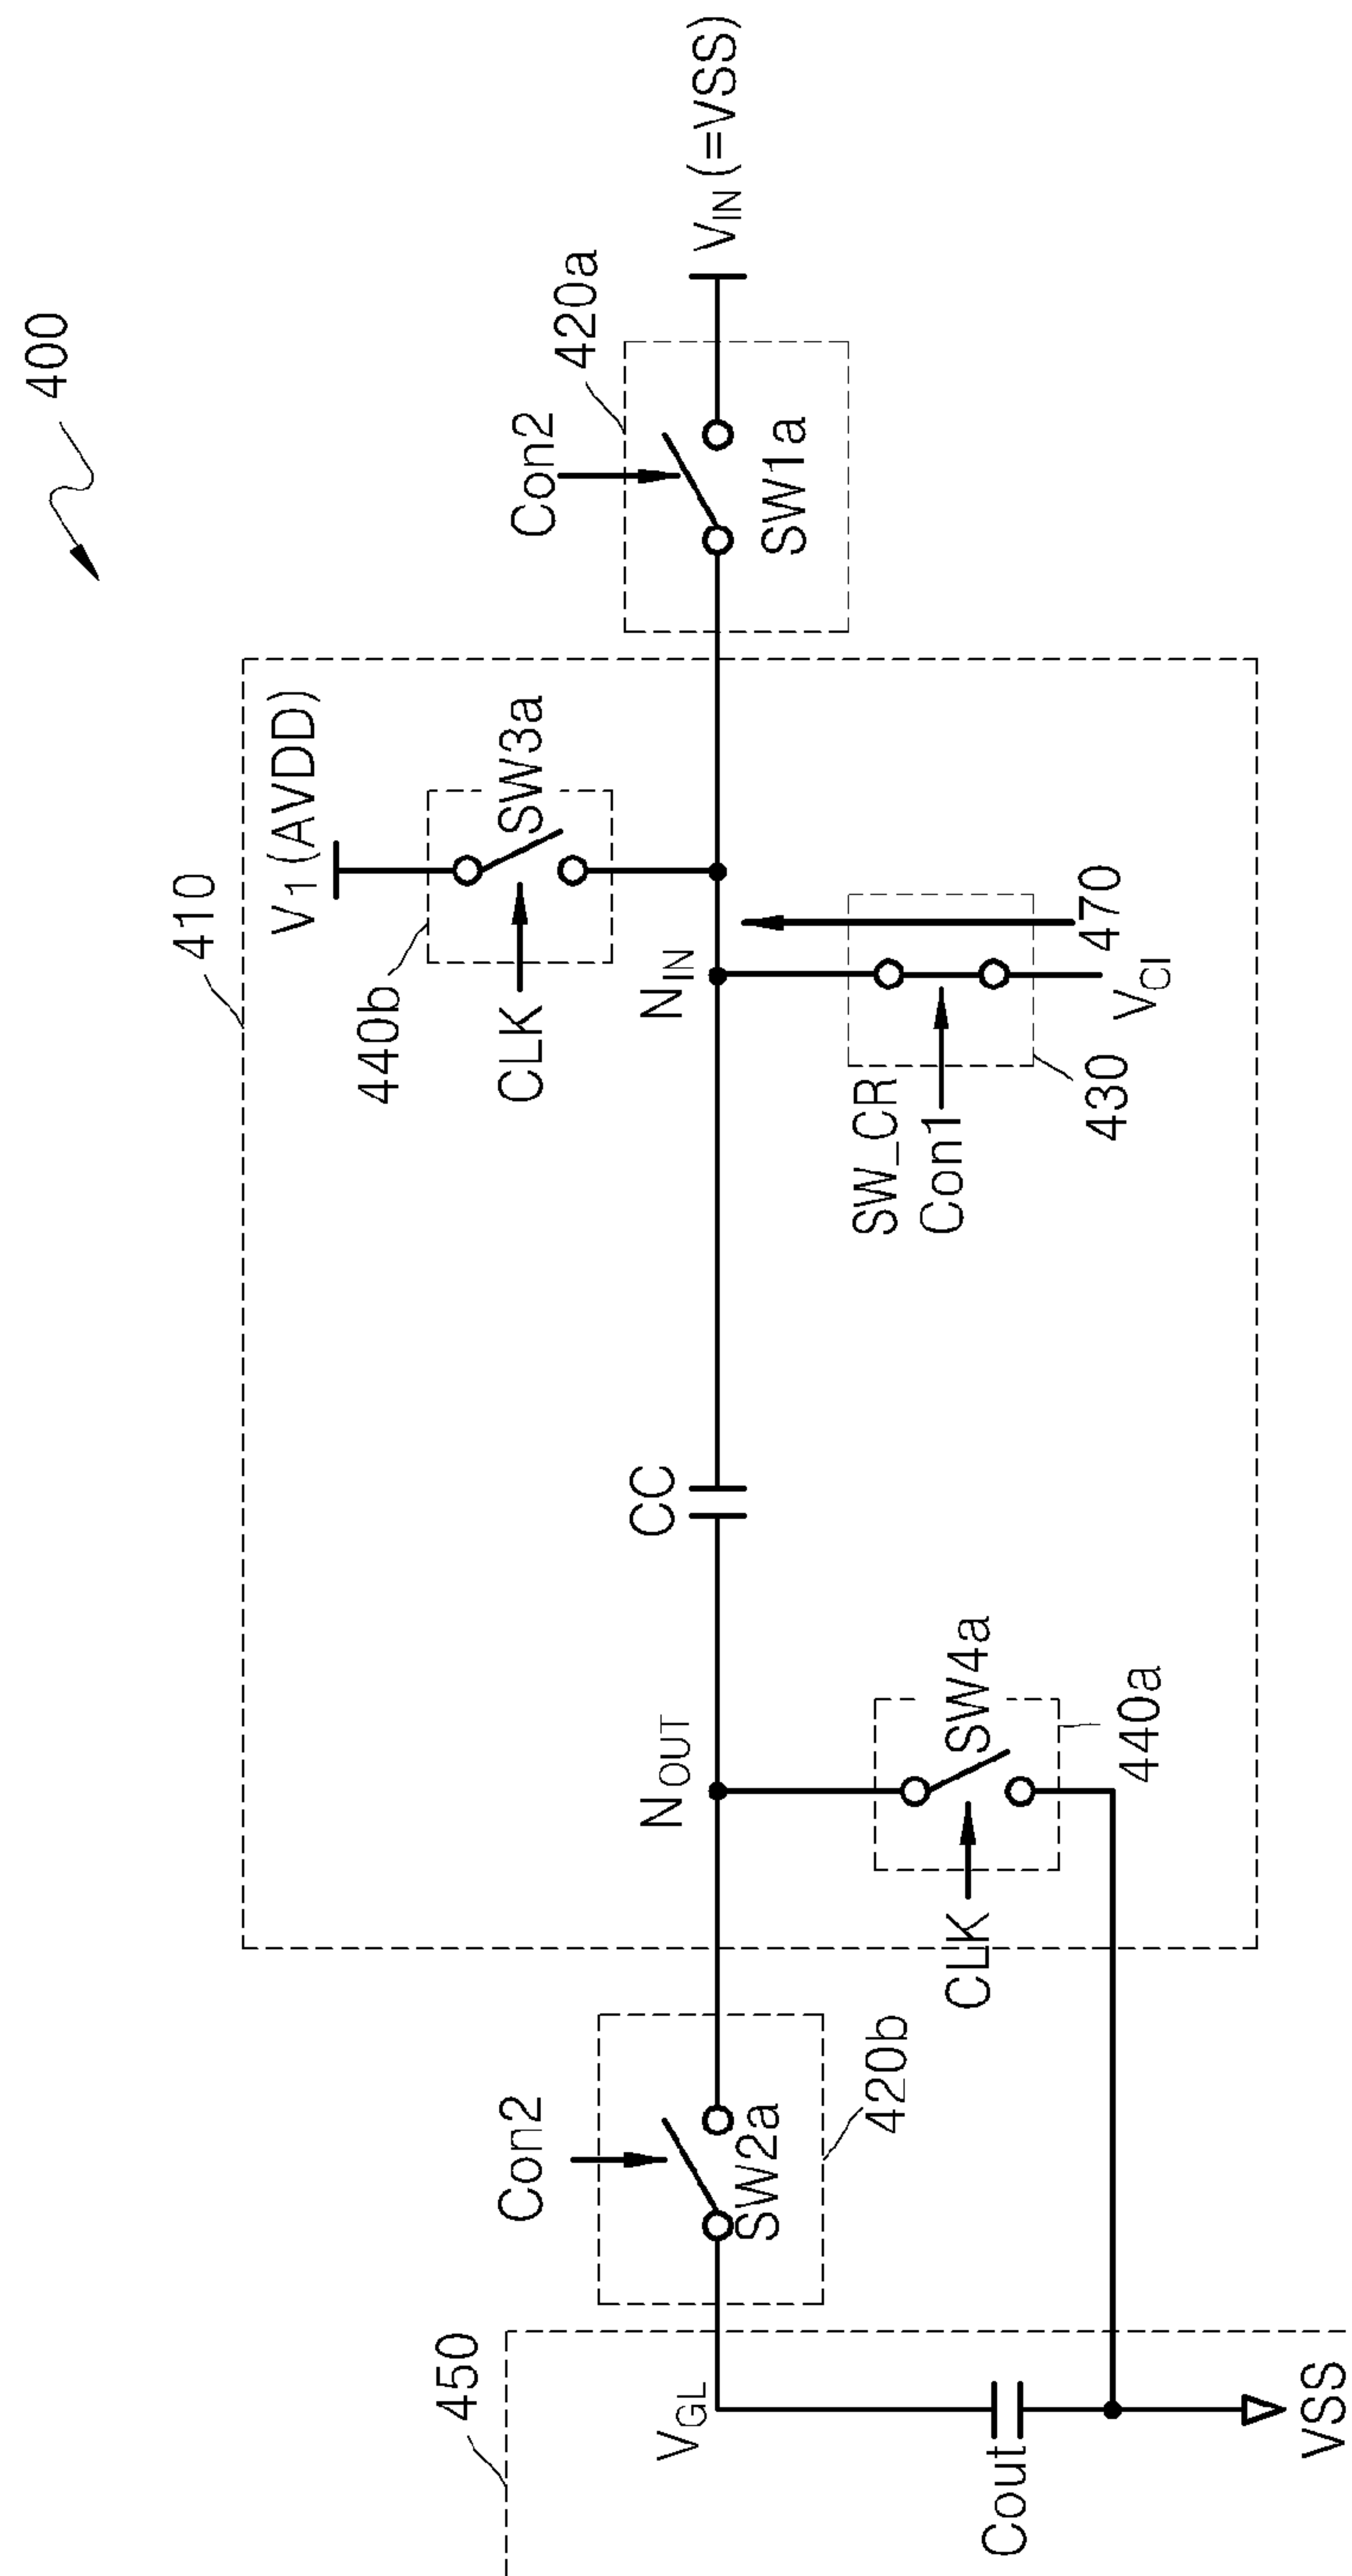 400
410
V1 (AVDD)
440b
SW3a
CLK
420a
Con2
SW1a
VIN (=VSS)
NIN
470
SW_CR
Con1
430
VCI
CC
NOUT
SW4a
CLK
440a
Con2
SW2a
420b
450
VGL
Cout
VSS